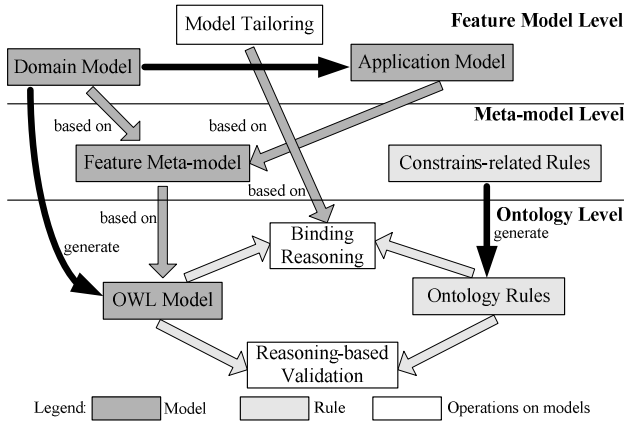 Model Tailoring
Feature Model Level
Domain Model
Application Model
Meta-model Level
based on
based on
Feature Meta-model
Constrains-related Rules
based on
based on
Ontology Level
generate
generate
Binding
Reasoning
OWL Model
Ontology Rules
Reasoning-based
Validation
Legend:
Model
Rule
Operations on models